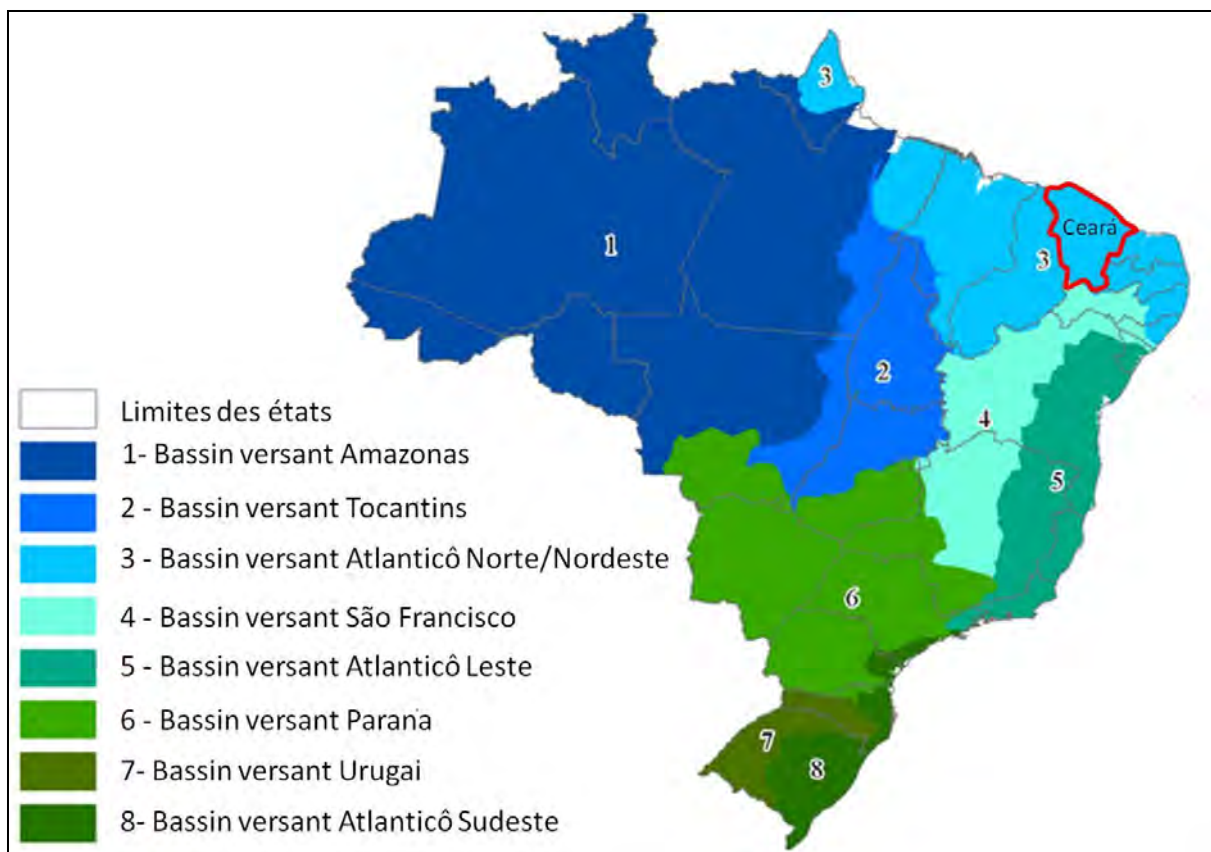 3
Ceará
3
1
2
4
5
6
7
8
Limites des états
1- Bassin versant Amazonas
2 - Bassin versant Tocantins
3 - Bassin versant Atlanticô Norte/Nordeste
4 - Bassin versant São Francisco
5 - Bassin versant Atlanticô Leste
6 - Bassin versant Parana
7- Bassin versant Urugai
8- Bassin versant Atlanticô Sudeste